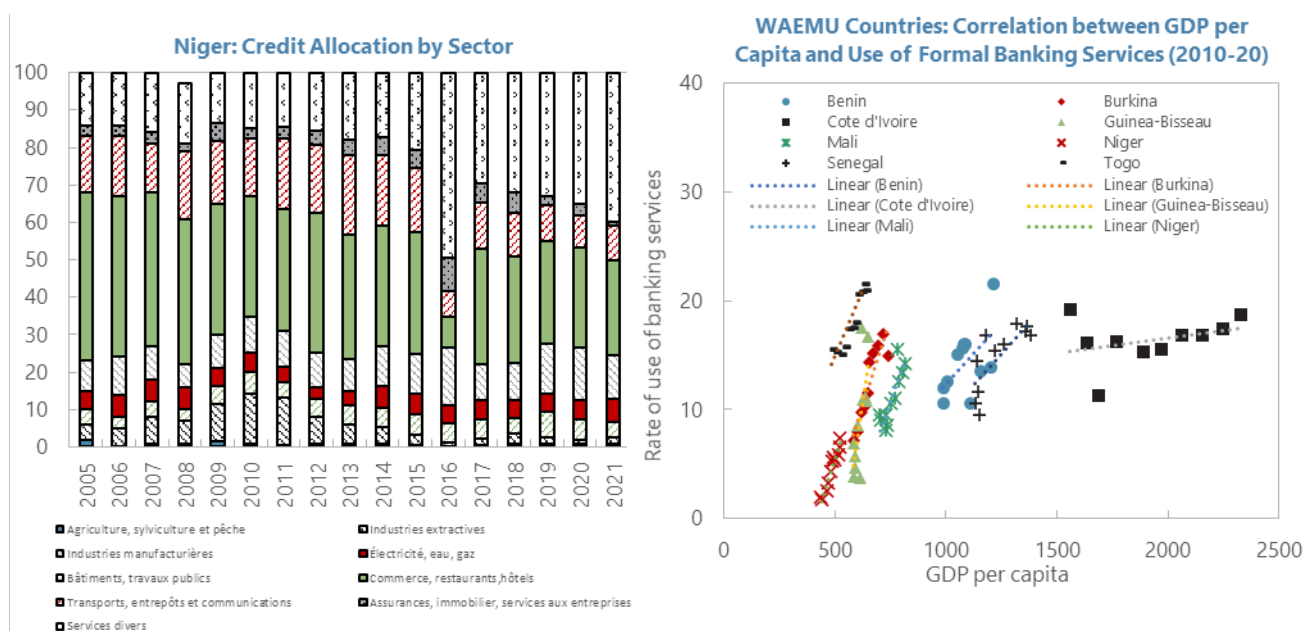 Niger: Credit Allocation by Sector
100
90
80
70
60
50
40
30
20
10
0
2005
2006
2007
2008
2009
2010
2011
2012
2013
2014
2015
2016
2017
2018
2019
2020
2021
Agriculture, sylviculture et pêche
Industries extractives
Industries manufacturières
Électricité, eau, gaz
Bâtiments, travaux publics
Commerce, restaurants,hôtels
Transports, entrepôts et communications
Assurances, immobilier, services aux entreprises
Services divers
WAEMU Countries: Correlation between GDP per
Capita and Use of Formal Banking Services (2010-20)
Rate of use of banking services
40
30
20
10
0
Benin
Burkina
Cote d'Ivoire
Guinea-Bisseau
Mali
Niger
Senegal
Togo
Linear (Benin)
Linear (Burkina)
Linear (Cote d'Ivoire)
Linear (Guinea-Bissau)
Linear (Mali)
Linear (Niger)
0
500
1000
1500
2000
2500
GDP per capita